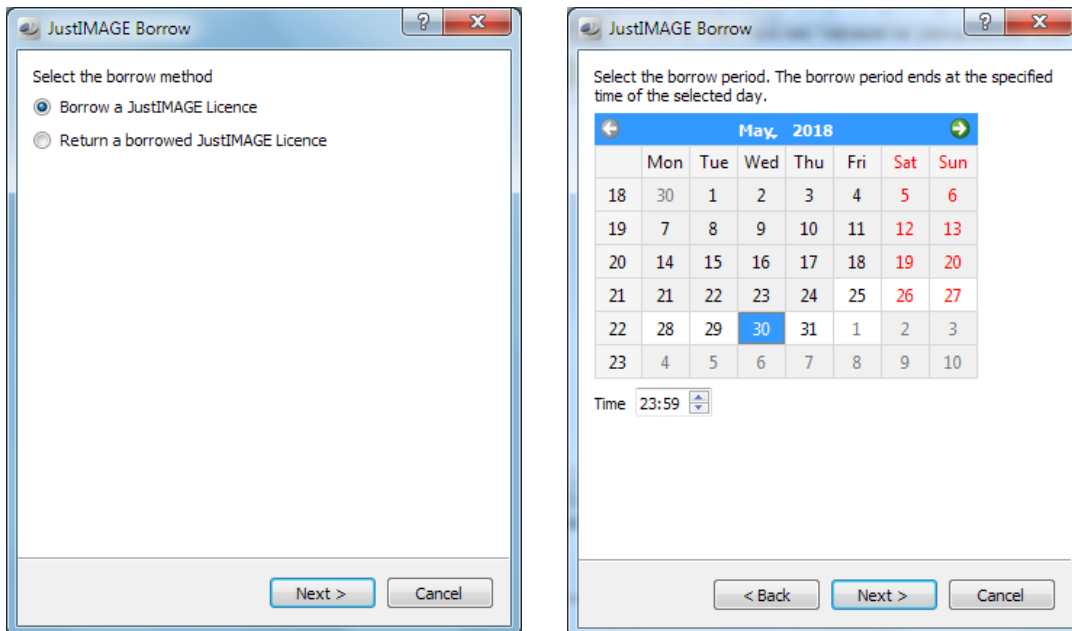 JustIMAGE Borrow
Select the borrow method
Borrow a JustIMAGE Licence
Return a borrowed JustIMAGE Licence
Next >
Cancel
JustIMAGE Borrow
Select the borrow period. The borrow period ends at the specified
time of the selected day.
May, 2018
Mon Tue Wed Thu Fri Sat Sun
18 30 1 2 3 4 5 6
19 7 8 9 10 11 12 13
20 14 15 16 17 18 19 20
21 21 22 23 24 25 26 27
22 28 29 30 31 1 2 3
23 4 5 6 7 8 9 10
Time 23:59
< Back
Next >
Cancel